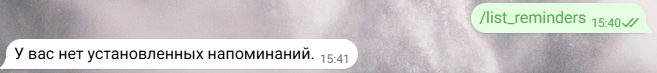 /list_reminders 15:40
У вас нет установленных напоминаний. 15:41